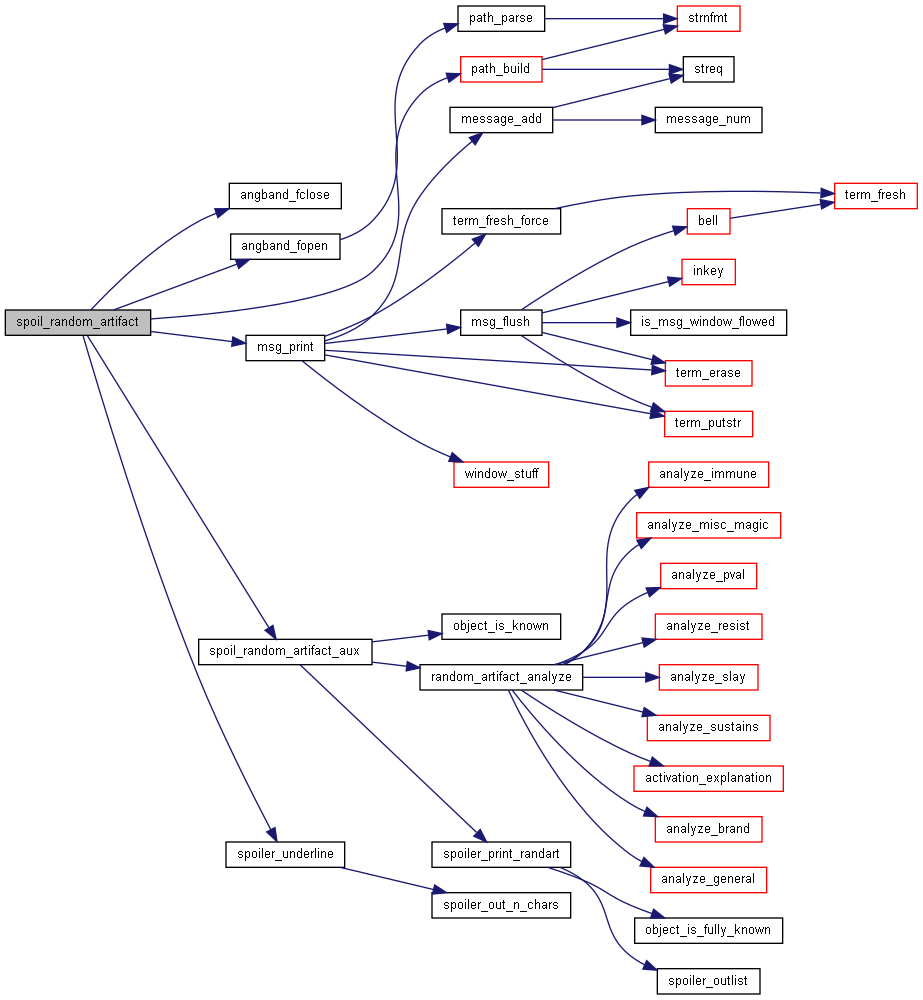 path_parse
strnfmt
path_build
streq
message_add
message_num
angband_fclose
term_fresh
term_fresh_force
bell
angband_fopen
inkey
spoil_random_artifact
msg_flush
is_msg_window_flowed
msg_print
term_erase
term_putstr
window_stuff
analyze_immune
analyze_misc_magic
analyze_pval
object_is_known
analyze_resist
spoil_random_artifact_aux
random_artifact_analyze
analyze_slay
analyze_sustains
activation_explanation
analyze_brand
spoiler_underline
spoiler_print_randart
analyze_general
spoiler_out_n_chars
object_is_fully_known
spoiler_outlist